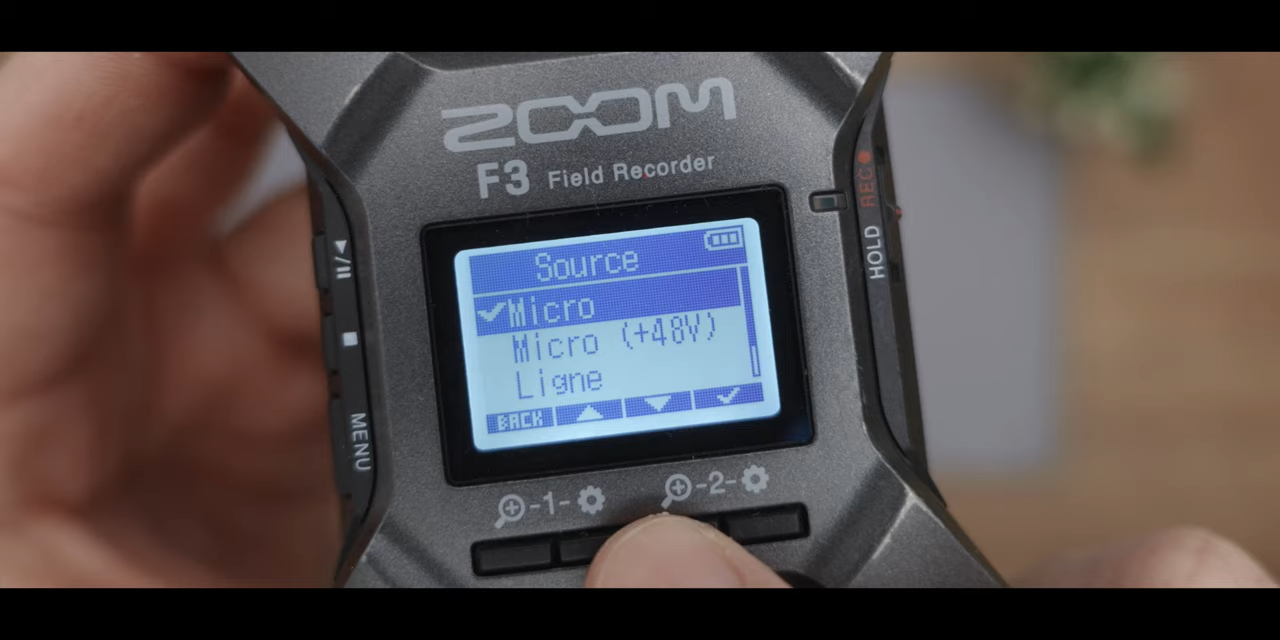 ZOOM
F3 Field Recorder
REC
HOLD
MENU
Source
Micro
Micro (+48V)
Ligne
BACK
-1-
-2-